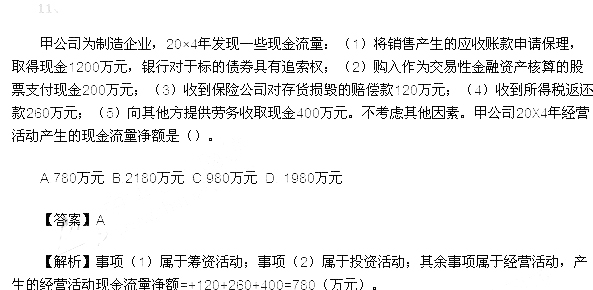 11、
甲公司为制造企业，20×4年发现一些现金流量：（1）将销售产生的应收账款申请保理，
取得现金1200万元，银行对于标的债券具有追索权；（2）购入作为交易性金融资产核算的股
票支付现金200万元；（3）收到保险公司对存货损毁的赔偿款120万元；（4）收到所得税返还
款260万元；（5）向其他方提供劳务收取现金400万元。不考虑其他因素。甲公司20X4年经营
活动产生的现金流量净额是（）。
A.780万元 B.2180万元 C.980万元 D. 1980万元
【答案】A
【解析】事项（1）属于筹资活动；事项（2）属于投资活动；其余事项属于经营活动，产
生的经营活动现金流量净额=+120+260+400=780（万元）。